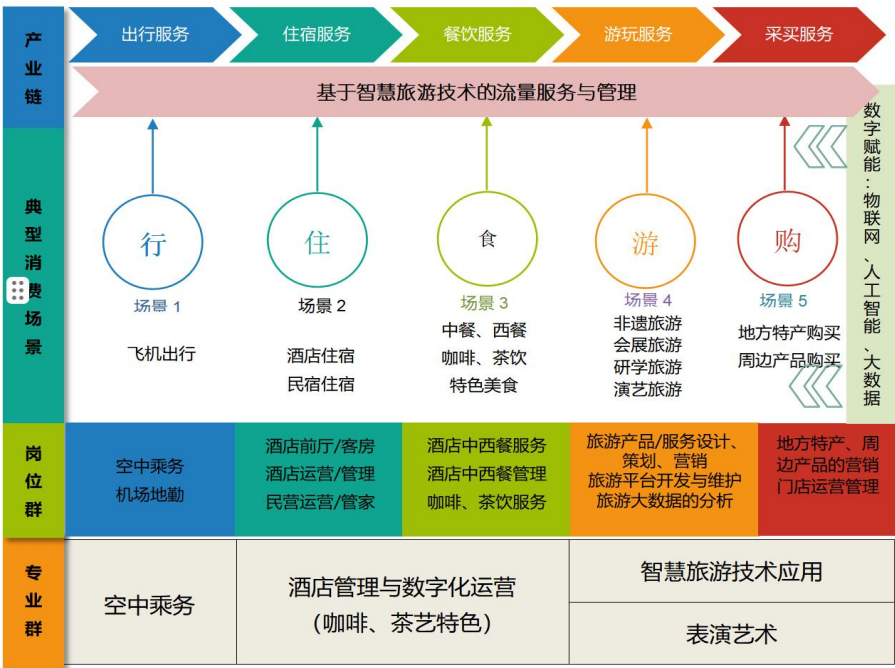 产业链
出行服务
住宿服务
餐饮服务
游玩服务
采买服务
基于智慧旅游技术的流量服务与管理
数字赋能:物联网、人工智能、大数据
典型消费场景
行
住
食
游
购
场景 1
场景 2
场景 3
场景 4
场景 5
飞机出行
酒店住宿
民宿住宿
中餐、西餐
咖啡、茶饮
特色美食
非遗旅游
会展旅游
研学旅游
演艺旅游
地方特产购买
周边产品购买
岗位群
空中乘务
机场地勤
酒店前厅/客房
酒店运营/管理
民营运营/管家
酒店中西餐服务
酒店中西餐管理
咖啡、茶饮服务
旅游产品/服务设计、
策划、营销
旅游平台开发与维护
旅游大数据的分析
地方特产、周
边产品的营销
门店运营管理
专业群
空中乘务
酒店管理与数字化运营
(咖啡、茶艺特色)
智慧旅游技术应用
表演艺术